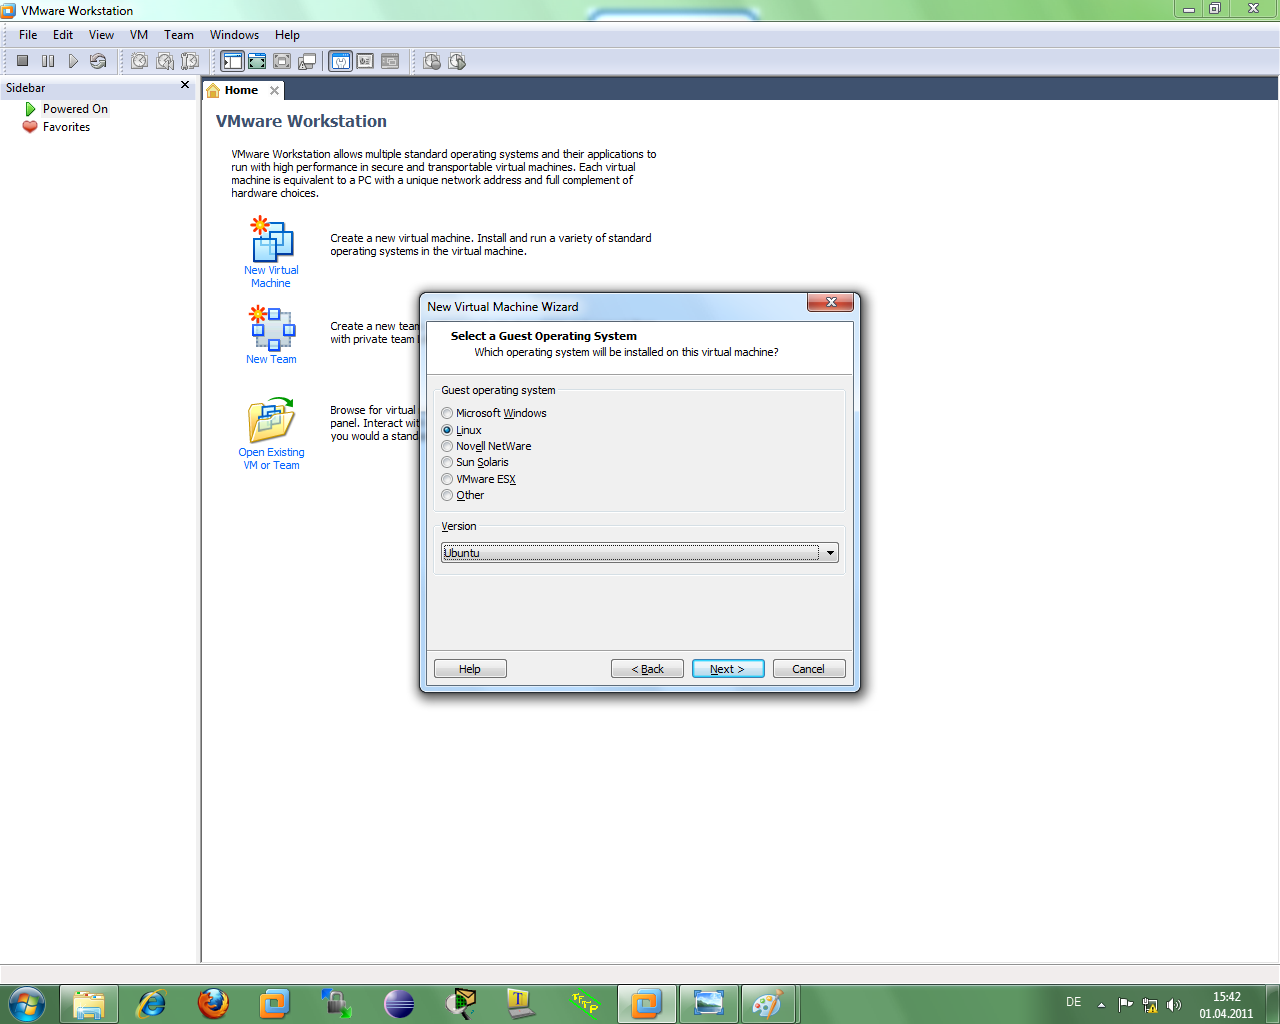 VMware Workstation
File Edit View VM Team Windows Help
Sidebar
Powered On
Favorites
Home
VMware Workstation
VMware Workstation allows multiple standard operating systems and their applications to
run with high performance in secure and transportable virtual machines. Each virtual
machine is equivalent to a PC with a unique network address and full complement of
hardware choices.
New Virtual
Machine
Create a new virtual machine. Install and run a variety of standard
operating systems in the virtual machine.
New Team
Create a new team
with private team
Open Existing
VM or Team
Browse for virtual
panel. Interact wit
you would a stand
New Virtual Machine Wizard
Select a Guest Operating System
Which operating system will be installed on this virtual machine?
Guest operating system
Microsoft Windows
Linux
Novell NetWare
Sun Solaris
VMware ESX
Other
Version
Ubuntu
Help < Back Next > Cancel
DE
15:42
01.04.2011